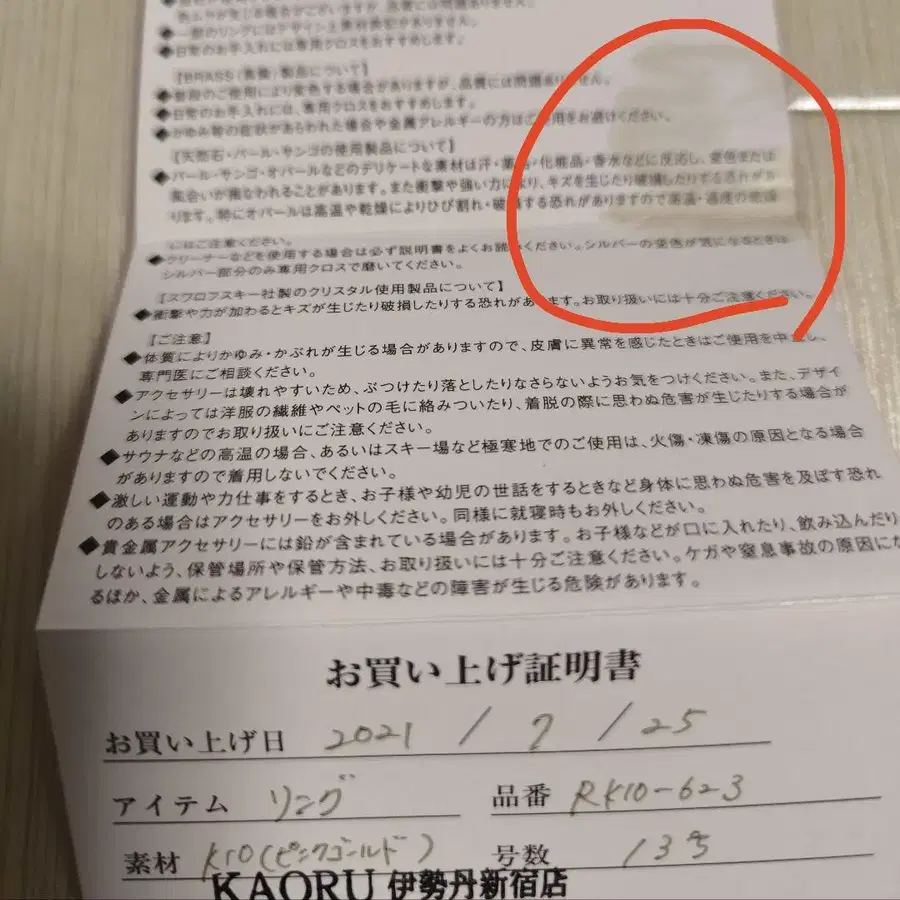 色ムラが生じる場合がございますが、品質には問題ありません。
◆一部のリングにはデザイン上素材表記がありません。
◆日常のお手入れには専用クロスをおすすめします。
【BRASS(真鍮)製品について】
◆普段のご使用により変色する場合がありますが、品質には問題ありません。
◆日常のお手入れには、専用クロスをおすすめします。
◆かゆみ等の症状があらわれた場合や金属アレルギーの方はご使用をお避けください。
【天然石・パール・サンゴの使用製品について】
◆パール・サンゴ・オパールなどのデリケートな素材は汗・薬品・化粧品・香水などに反応し、変色または
風合いが損なわれることがあります。また衝撃や強い力により、キズを生じたり破損したりする恐れがあ
ります。特にオパールは高温や乾燥によりひび割れ・破損する恐れがありますので高温・過度の乾燥
にはご注意ください。
◆クリーナーなどを使用する場合は必ず説明書をよくお読みください。シルバーの変色が気になるときは
シルバー部分のみ専用クロスで磨いてください。
【スワロフスキー社製のクリスタル使用製品について】
◆衝撃や力が加わるとキズが生じたり破損したりする恐れがあります。お取り扱いには十分ご注意ください。
【ご注意】
◆体質によりかゆみ・かぶれが生じる場合がありますので、皮膚に異常を感じたときはご使用を中止し、
専門医にご相談ください。
◆アクセサリーは壊れやすいため、ぶつけたり落としたりなさらないようお気をつけください。また、デザイ
ンによっては洋服の繊維やペットの毛に絡みついたり、着脱の際に思わぬ危害が生じたりする場合が
ありますのでお取り扱いにご注意ください。
◆サウナなどの高温の場合、あるいはスキー場など極寒地でのご使用は、火傷・凍傷の原因となる場合
がありますので着用しないでください。
◆激しい運動や力仕事をするとき、お子様や幼児の世話をするときなど身体に思わぬ危害を及ぼす恐れ
のある場合はアクセサリーをお外しください。同様に就寝時もお外しください。
◆貴金属アクセサリーには鉛が含まれている場合があります。お子様などが口に入れたり、飲み込んだり
しないよう、保管場所や保管方法、お取り扱いには十分ご注意ください。ケガや窒息事故の原因にな
るほか、金属によるアレルギーや中毒などの障害が生じる危険があります。
お買い上げ証明書
お買い上げ日 2021 / 7 / 25
アイテム リング 品番 RK10-623
素材 K10(ピンクゴールド) 号数 13号
KAORU 伊勢丹新宿店